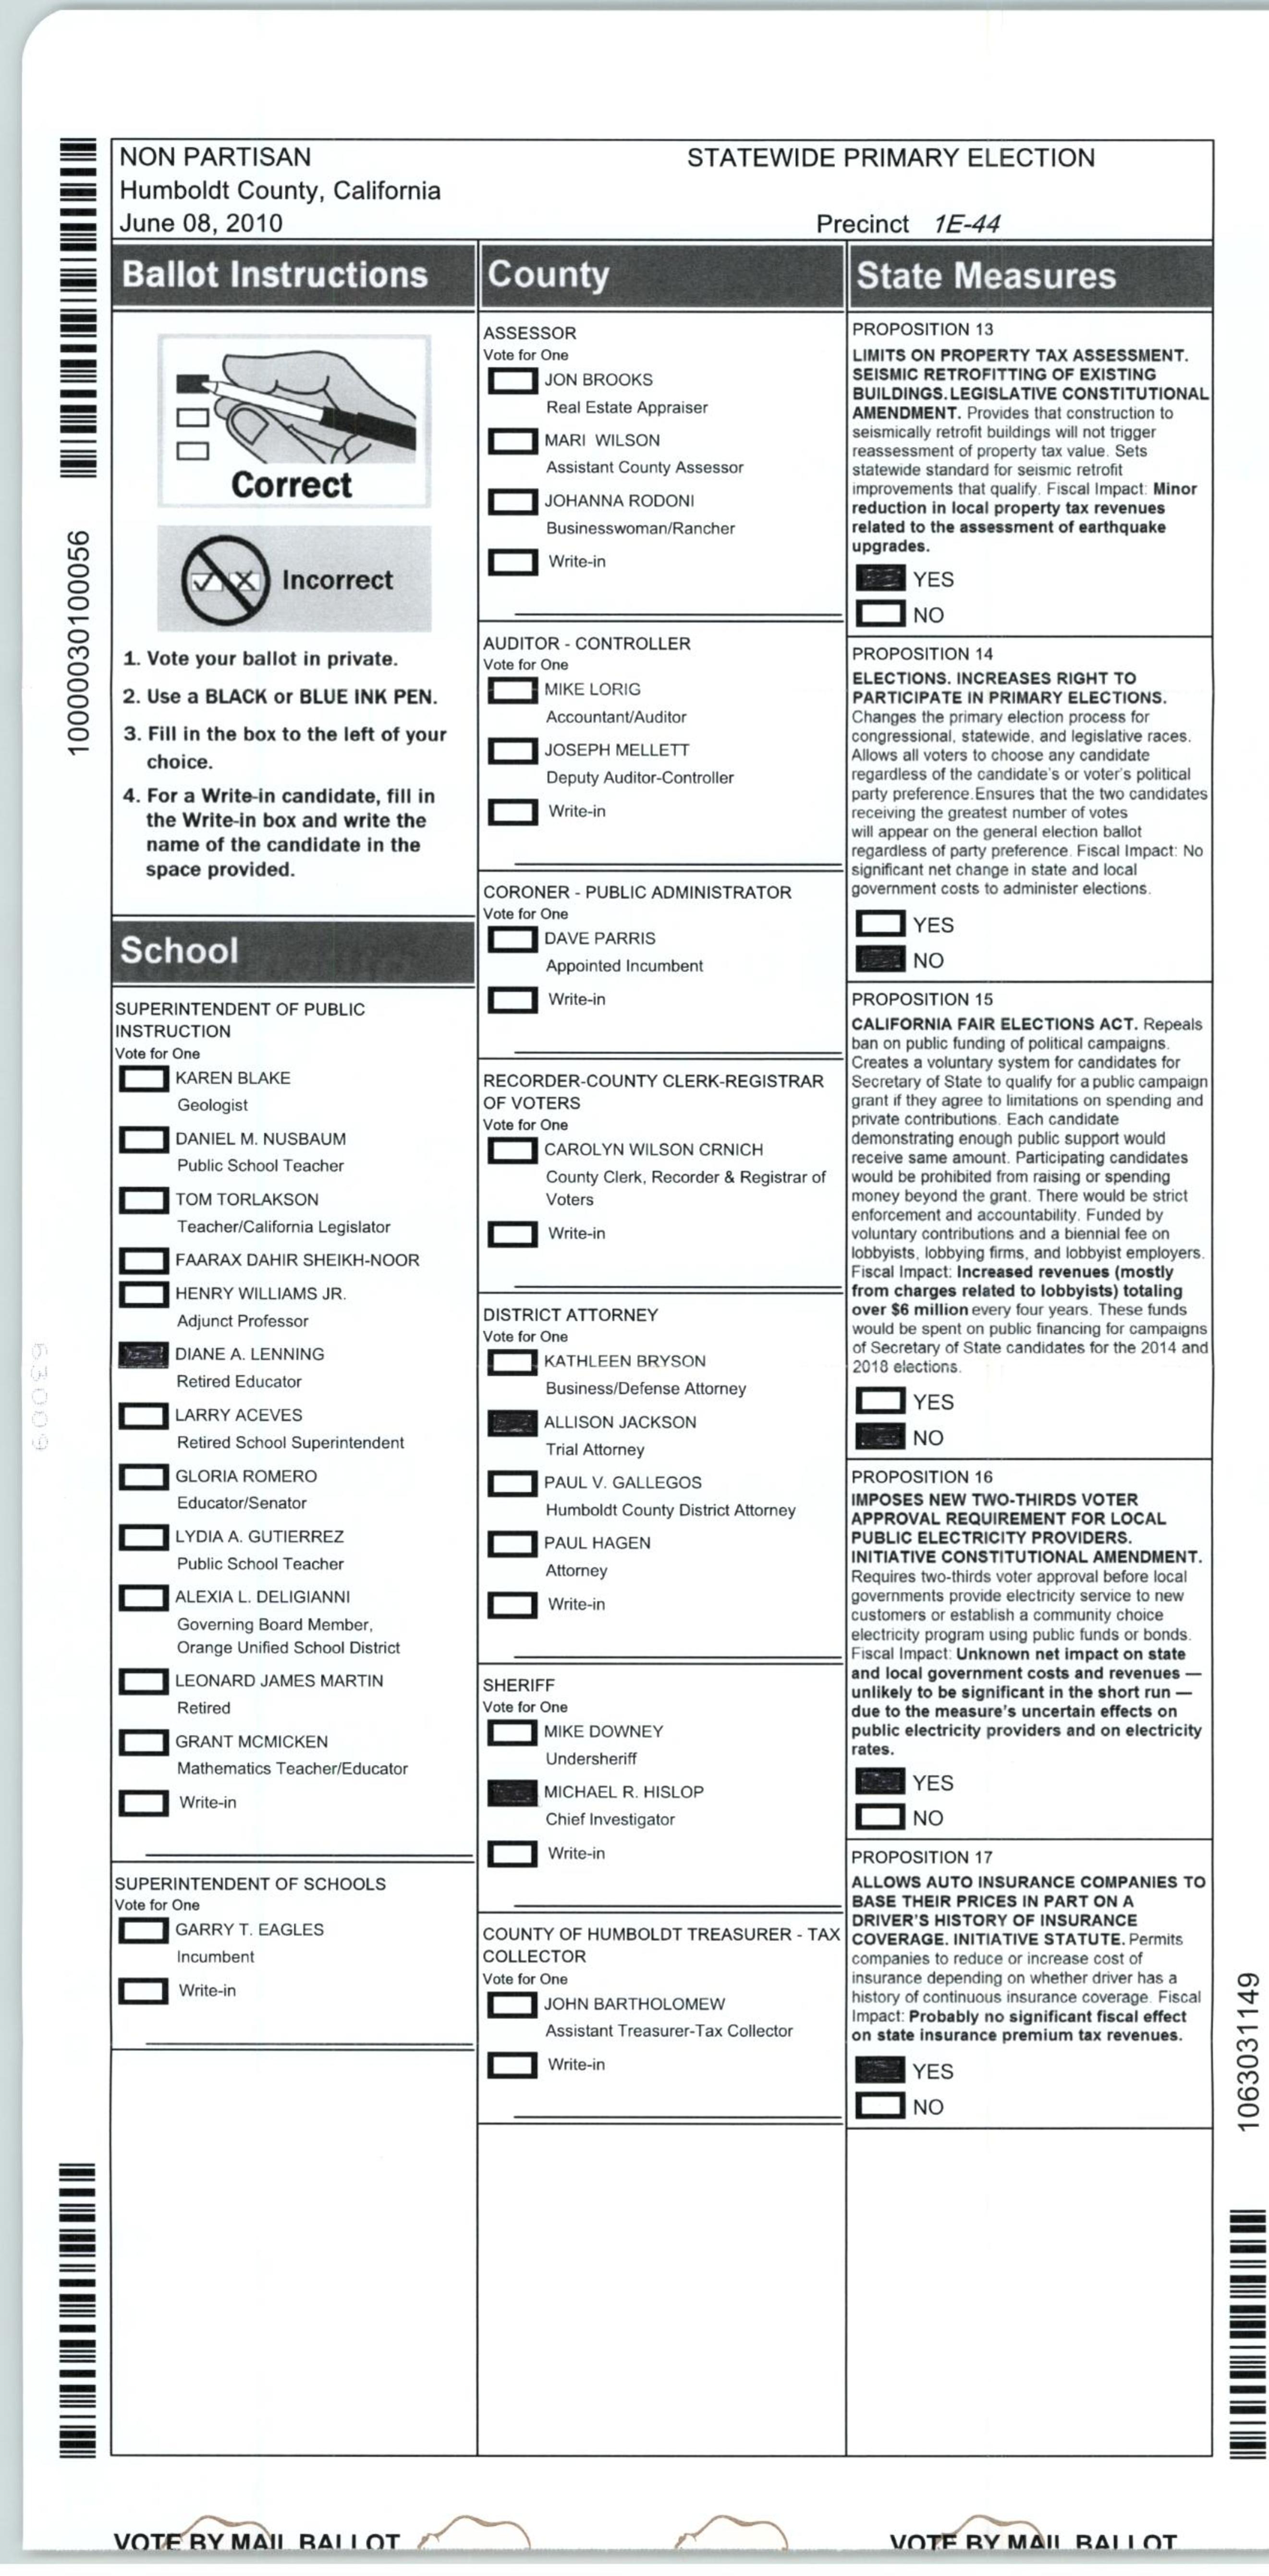 NON PARTISAN
STATEWIDE PRIMARY ELECTION
Humboldt County, California
June 08, 2010
Precinct 1E-44
Ballot Instructions
Correct
Incorrect
1. Vote your ballot in private.
2. Use a BLACK or BLUE INK PEN.
3. Fill in the box to the left of your
choice.
4. For a Write-in candidate, fill in
the Write-in box and write the
name of the candidate in the
space provided.
School
SUPERINTENDENT OF PUBLIC
INSTRUCTION
Vote for One
KAREN BLAKE
Geologist
DANIEL M. NUSBAUM
Public School Teacher
TOM TORLAKSON
Teacher/California Legislator
FAARAX DAHIR SHEIKH-NOOR
HENRY WILLIAMS JR.
Adjunct Professor
DIANE A. LENNING
Retired Educator
LARRY ACEVES
Retired School Superintendent
GLORIA ROMERO
Educator/Senator
LYDIA A. GUTIERREZ
Public School Teacher
ALEXIA L. DELIGIANNI
Governing Board Member,
Orange Unified School District
LEONARD JAMES MARTIN
Retired
GRANT MCMICKEN
Mathematics Teacher/Educator
Write-in
SUPERINTENDENT OF SCHOOLS
Vote for One
GARRY T. EAGLES
Incumbent
Write-in
County
ASSESSOR
Vote for One
JON BROOKS
Real Estate Appraiser
MARI WILSON
Assistant County Assessor
JOHANNA RODONI
Businesswoman/Rancher
Write-in
AUDITOR - CONTROLLER
Vote for One
MIKE LORIG
Accountant/Auditor
JOSEPH MELLETT
Deputy Auditor-Controller
Write-in
CORONER - PUBLIC ADMINISTRATOR
Vote for One
DAVE PARRIS
Appointed Incumbent
Write-in
RECORDER-COUNTY CLERK-REGISTRAR
OF VOTERS
Vote for One
CAROLYN WILSON CRNICH
County Clerk, Recorder & Registrar of
Voters
Write-in
DISTRICT ATTORNEY
Vote for One
KATHLEEN BRYSON
Business/Defense Attorney
ALLISON JACKSON
Trial Attorney
PAUL V. GALLEGOS
Humboldt County District Attorney
PAUL HAGEN
Attorney
Write-in
SHERIFF
Vote for One
MIKE DOWNEY
Undersheriff
MICHAEL R. HISLOP
Chief Investigator
Write-in
COUNTY OF HUMBOLDT TREASURER - TAX
COLLECTOR
Vote for One
JOHN BARTHOLOMEW
Assistant Treasurer-Tax Collector
Write-in
State Measures
PROPOSITION 13
LIMITS ON PROPERTY TAX ASSESSMENT.
SEISMIC RETROFITTING OF EXISTING
BUILDINGS.LEGISLATIVE CONSTITUTIONAL
AMENDMENT. Provides that construction to
seismically retrofit buildings will not trigger
reassessment of property tax value. Sets
statewide standard for seismic retrofit
improvements that qualify. Fiscal Impact: Minor
reduction in local property tax revenues
related to the assessment of earthquake
upgrades.
YES
NO
PROPOSITION 14
ELECTIONS. INCREASES RIGHT TO
PARTICIPATE IN PRIMARY ELECTIONS.
Changes the primary election process for
congressional, statewide, and legislative races.
Allows all voters to choose any candidate
regardless of the candidate's or voter's political
party preference.Ensures that the two candidates
receiving the greatest number of votes
will appear on the general election ballot
regardless of party preference. Fiscal Impact: No
significant net change in state and local
government costs to administer elections.
YES
NO
PROPOSITION 15
CALIFORNIA FAIR ELECTIONS ACT. Repeals
ban on public funding of political campaigns.
Creates a voluntary system for candidates for
Secretary of State to qualify for a public campaign
grant if they agree to limitations on spending and
private contributions. Each candidate
demonstrating enough public support would
receive same amount. Participating candidates
would be prohibited from raising or spending
money beyond the grant. There would be strict
enforcement and accountability. Funded by
voluntary contributions and a biennial fee on
lobbyists, lobbying firms, and lobbyist employers.
Fiscal Impact: Increased revenues (mostly
from charges related to lobbyists) totaling
over $6 million every four years. These funds
would be spent on public financing for campaigns
of Secretary of State candidates for the 2014 and
2018 elections.
YES
NO
PROPOSITION 16
IMPOSES NEW TWO-THIRDS VOTER
APPROVAL REQUIREMENT FOR LOCAL
PUBLIC ELECTRICITY PROVIDERS.
INITIATIVE CONSTITUTIONAL AMENDMENT.
Requires two-thirds voter approval before local
governments provide electricity service to new
customers or establish a community choice
electricity program using public funds or bonds.
Fiscal Impact: Unknown net impact on state
and local government costs and revenues —
unlikely to be significant in the short run —
due to the measure's uncertain effects on
public electricity providers and on electricity
rates.
YES
NO
PROPOSITION 17
ALLOWS AUTO INSURANCE COMPANIES TO
BASE THEIR PRICES IN PART ON A
DRIVER'S HISTORY OF INSURANCE
COVERAGE. INITIATIVE STATUTE. Permits
companies to reduce or increase cost of
insurance depending on whether driver has a
history of continuous insurance coverage. Fiscal
Impact: Probably no significant fiscal effect
on state insurance premium tax revenues.
YES
NO
1000030100056
63009
1063031149
VOTE BY MAIL BALLOT
VOTE BY MAIL BALLOT